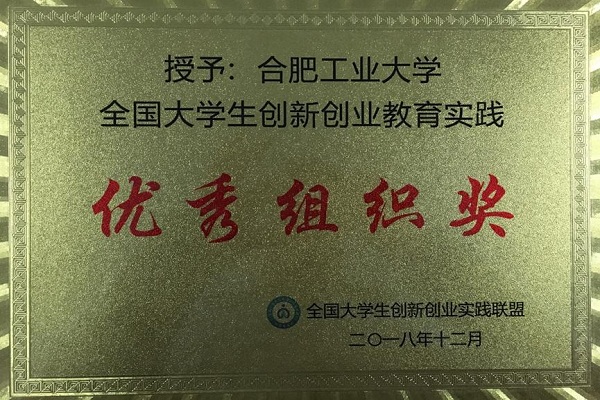 授予：合肥工业大学
全国大学生创新创业教育实践
优秀组织奖
全国大学生创新创业实践联盟
二〇一八年十二月